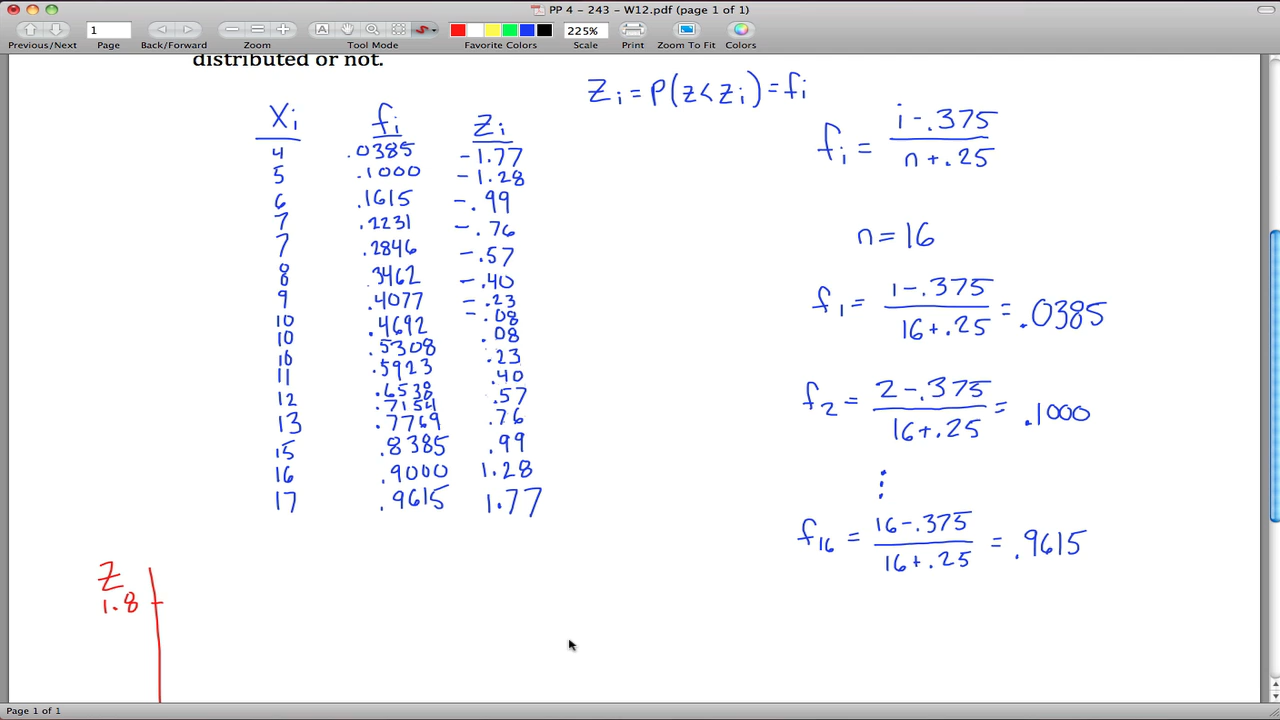 PP 4 – 243 – W12.pdf (page 1 of 1)
1
225%
Previous/Next Page Back/Forward Zoom Tool Mode Favorite Colors Scale Print Zoom To Fit Colors
distributed or not.
Zi = P(z<zi) = fi
Xi fi Zi
4 .0385 -1.77
5 .1000 -1.28
6 .1615 -.99
7 .2231 -.76
7 .2846 -.57
8 .3462 -.40
9 .4077 -.23
10 .4692 -.08
10 .5308 .08
10 .5923 .23
11 .6538 .40
12 .7154 .57
13 .7769 .76
15 .8385 .99
16 .9000 1.28
17 .9615 1.77
fi = i-.375 / n+.25
n=16
f1 = 1-.375 / 16+.25 = .0385
f2 = 2-.375 / 16+.25 = .1000
⋮
f16 = 16-.375 / 16+.25 = .9615
Z
1.8
Page 1 of 1